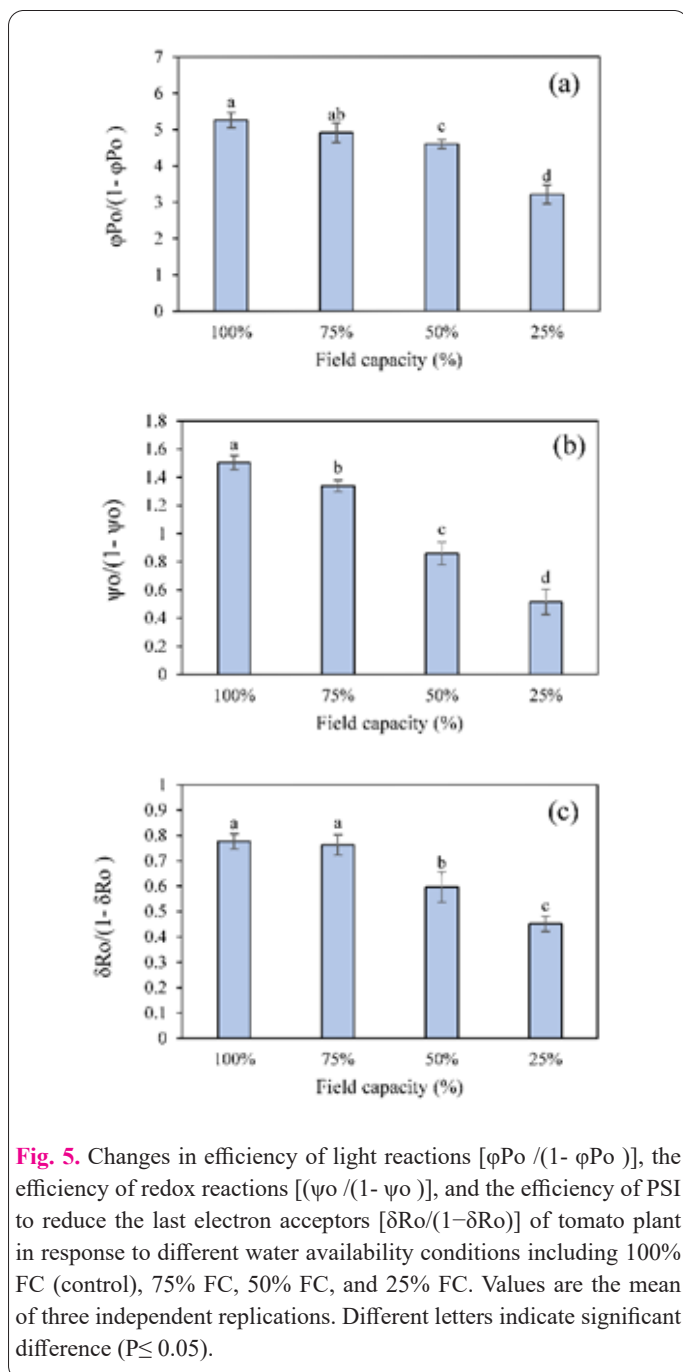 (a)
7
6
5
4
3
2
1
0
φPo/(1- φPo )
a
ab
c
d
100% 75% 50% 25%
Field capacity (%)
(b)
1.8
1.6
1.4
1.2
1
0.8
0.6
0.4
0.2
0
ψo/(1- ψo)
a
b
c
d
100% 75% 50% 25%
Field capacity (%)
(c)
1
0.9
0.8
0.7
0.6
0.5
0.4
0.3
0.2
0.1
0
δRo/(1- δRo )
a
a
b
c
100% 75% 50% 25%
Field capacity (%)
Fig. 5. Changes in efficiency of light reactions [φPo /(1- φPo )], the
efficiency of redox reactions [(ψo /(1- ψo )], and the efficiency of PSI
to reduce the last electron acceptors [δRo/(1−δRo)] of tomato plant
in response to different water availability conditions including 100%
FC (control), 75% FC, 50% FC, and 25% FC. Values are the mean
of three independent replications. Different letters indicate significant
difference (P≤ 0.05).